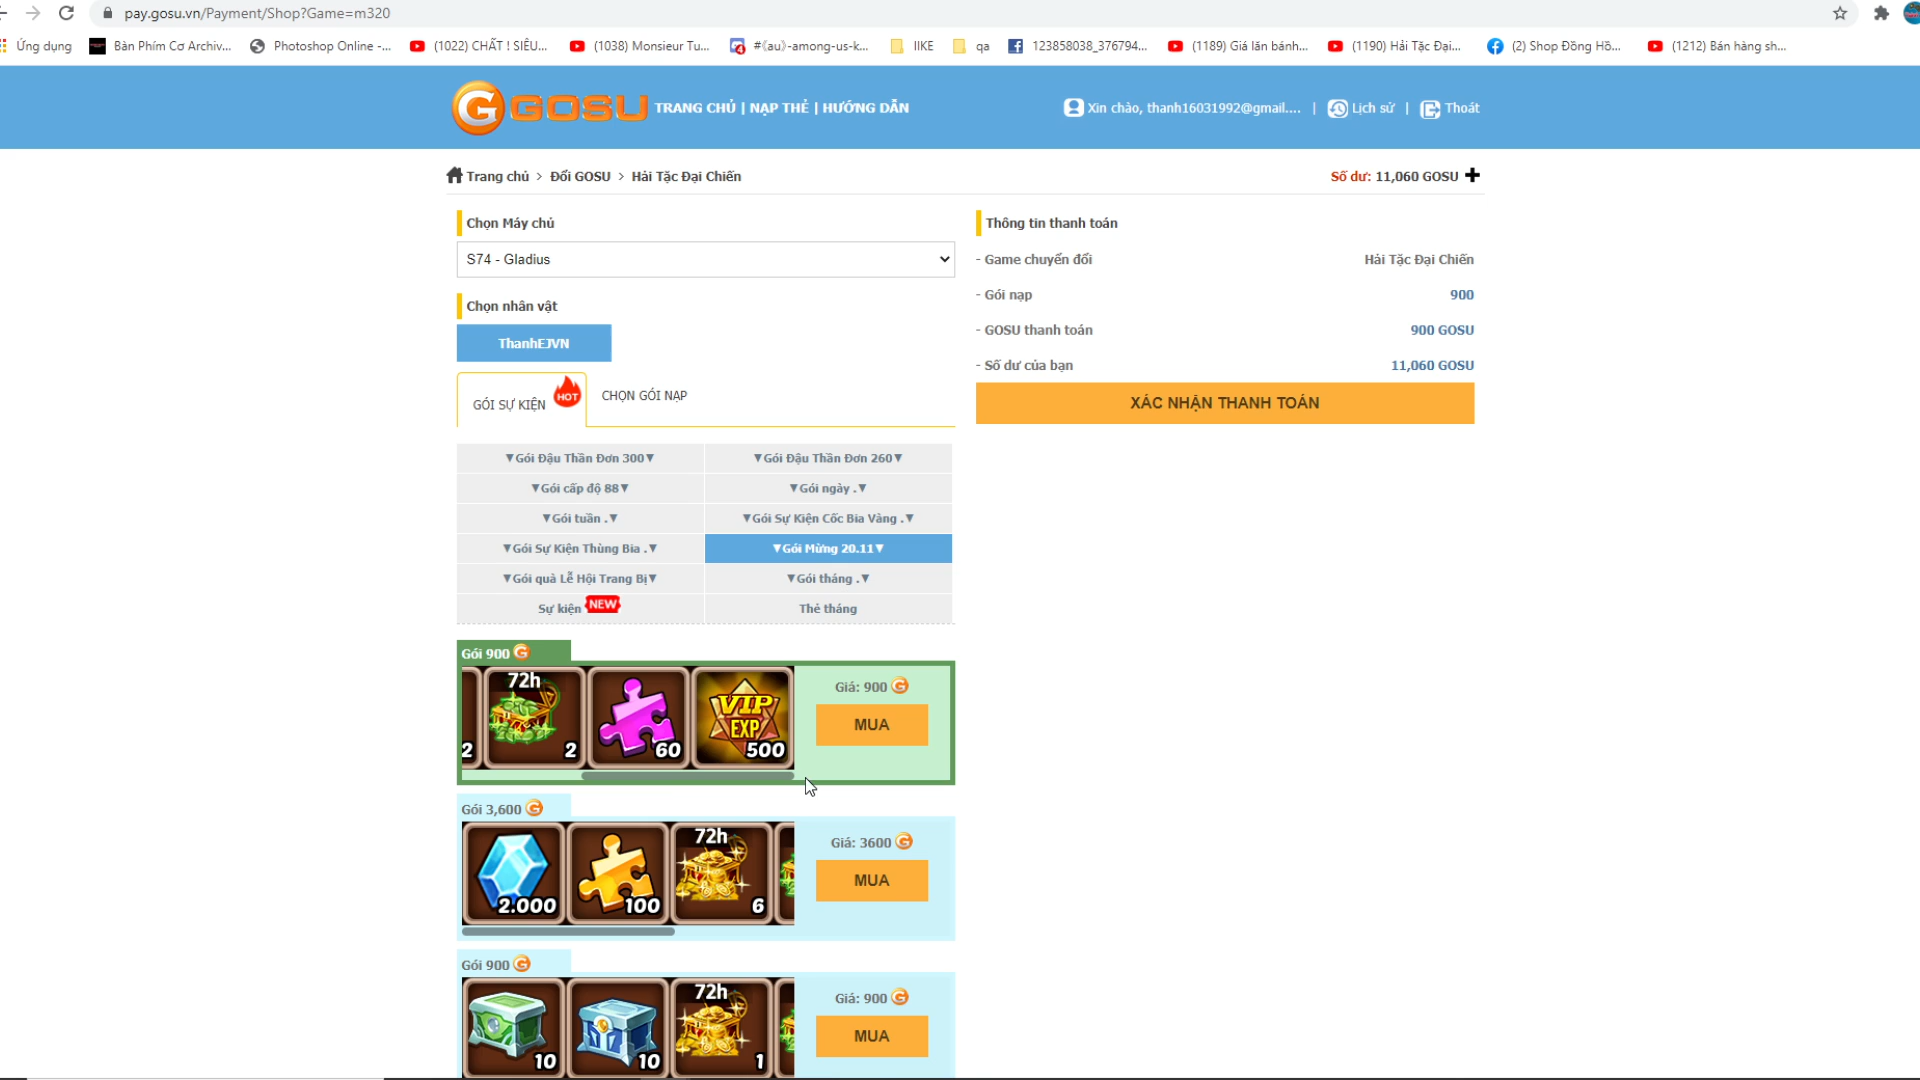 pay.gosu.vn/Payment/Shop?Game=m320
Ứng dụng
Bàn Phím Cơ Archiv...
Photoshop Online -...
(1022) CHẤT ! SIÊU...
(1038) Monsieur Tu...
#《au》-among-us-k...
IIKE
qa
123858038_376794...
(1189) Giá lăn bánh...
(1190) Hải Tặc Đại...
(2) Shop Đồng Hồ...
(1212) Bán hàng sh...
GOSU
TRANG CHỦ | NẠP THẺ | HƯỚNG DẪN
Xin chào, thanh16031992@gmail.... | Lịch sử | Thoát
Trang chủ > Đổi GOSU > Hải Tặc Đại Chiến
Số dư: 11,060 GOSU
Chọn Máy chủ
S74 - Gladius
Chọn nhân vật
ThanhEJVN
GÓI SỰ KIỆN
HOT
CHỌN GÓI NẠP
▼Gói Đậu Thần Đơn 300▼
▼Gói Đậu Thần Đơn 260▼
▼Gói cấp độ 88▼
▼Gói ngày .▼
▼Gói tuần .▼
▼Gói Sự Kiện Cốc Bia Vàng .▼
▼Gói Sự Kiện Thùng Bia .▼
▼Gói Mừng 20.11▼
▼Gói quà Lễ Hội Trang Bị▼
▼Gói tháng .▼
Sự kiện NEW
Thẻ tháng
Thông tin thanh toán
- Game chuyển đổi Hải Tặc Đại Chiến
- Gói nạp 900
- GOSU thanh toán 900 GOSU
- Số dư của bạn 11,060 GOSU
XÁC NHẬN THANH TOÁN
Gói 900 G
2
72h
2
60
VIP
EXP
500
Giá: 900 G
MUA
Gói 3,600 G
2.000
100
72h
6
Giá: 3600 G
MUA
Gói 900 G
10
10
72h
1
Giá: 900 G
MUA